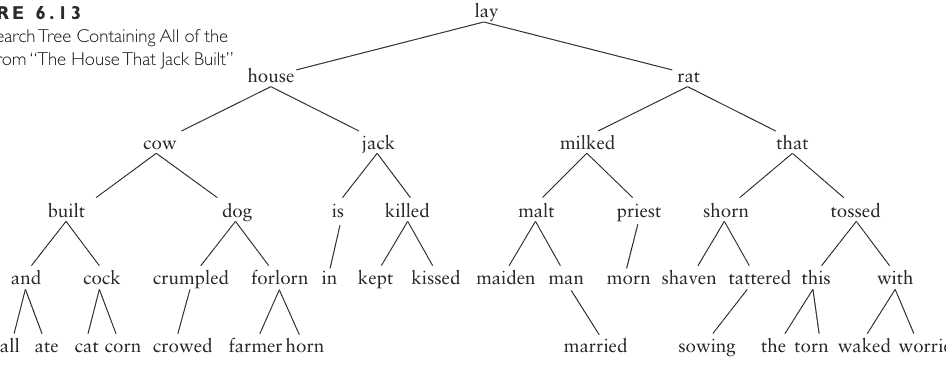 RE 6.13
earch Tree Containing All of the
rom “The House That Jack Built”
lay
house rat
cow jack milked that
built dog is killed malt priest shorn tossed
and cock crumpled forlorn in kept kissed maiden man morn shaven tattered this with
all ate cat corn crowed farmer horn married sowing the torn waked worrie